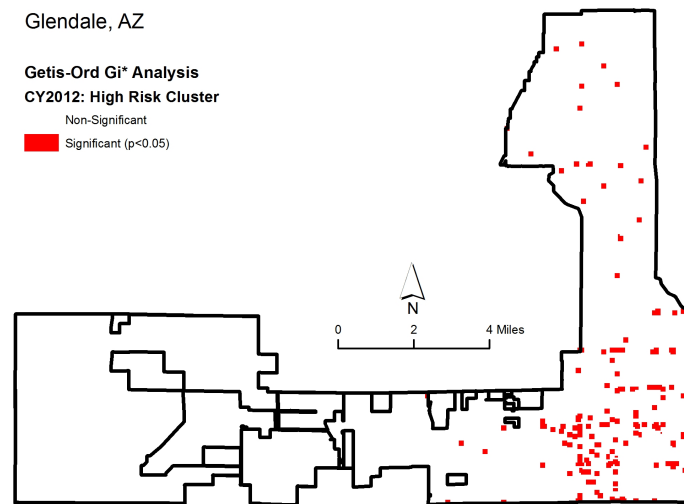 Glendale, AZ
Getis-Ord Gi* Analysis
CY2012: High Risk Cluster
Non-Significant
Significant (p<0.05)
N
0 2 4 Miles